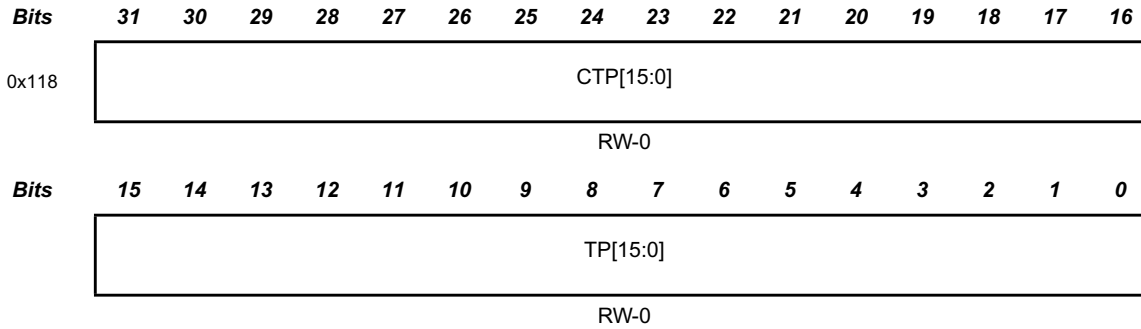 Bits 31 30 29 28 27 26 25 24 23 22 21 20 19 18 17 16
0x118 CTP[15:0]
RW-0
Bits 15 14 13 12 11 10 9 8 7 6 5 4 3 2 1 0
TP[15:0]
RW-0